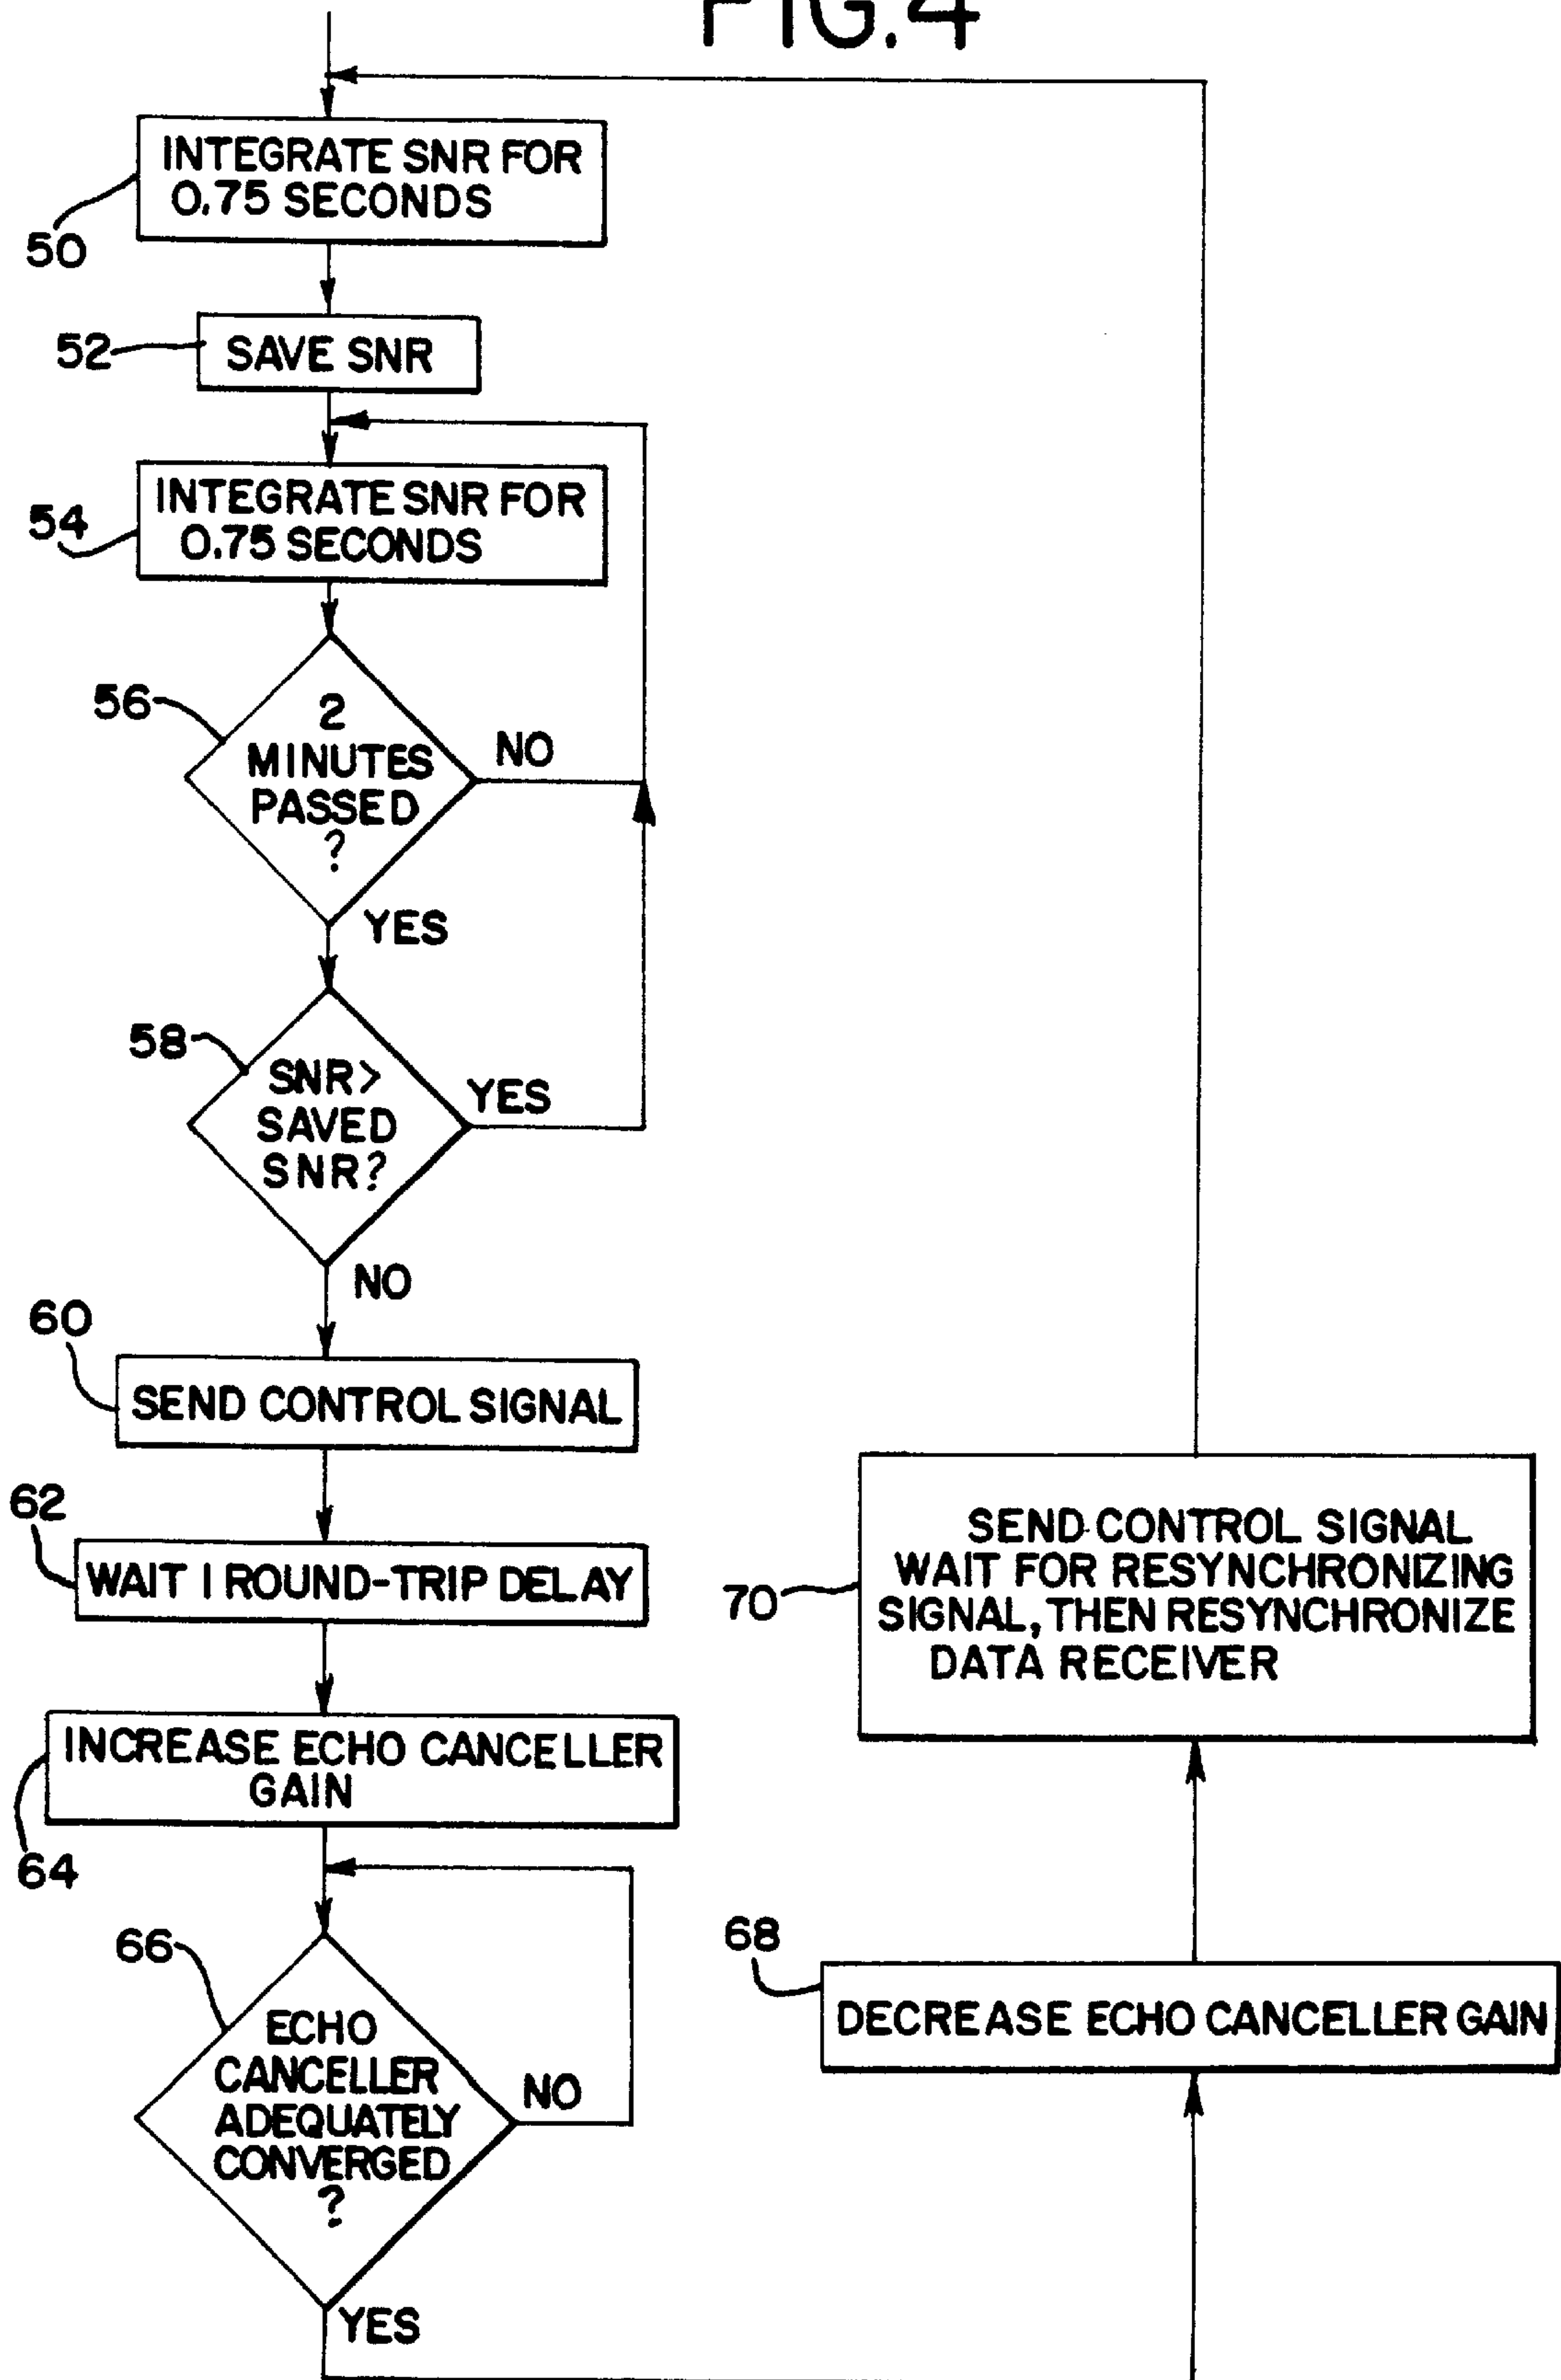 FIG.4
INTEGRATE SNR FOR
0.75 SECONDS
50
SAVE SNR
52
INTEGRATE SNR FOR
0.75 SECONDS
54
2
MINUTES
PASSED
?
56
NO
YES
SNR>
SAVED
SNR?
58
YES
NO
60
SEND CONTROL SIGNAL
62
WAIT 1 ROUND-TRIP DELAY
INCREASE ECHO CANCELLER
GAIN
64
66
ECHO
CANCELLER
ADEQUATELY
CONVERGED
?
NO
YES
68
DECREASE ECHO CANCELLER GAIN
70
SEND CONTROL SIGNAL
WAIT FOR RESYNCHRONIZING
SIGNAL, THEN RESYNCHRONIZE
DATA RECEIVER